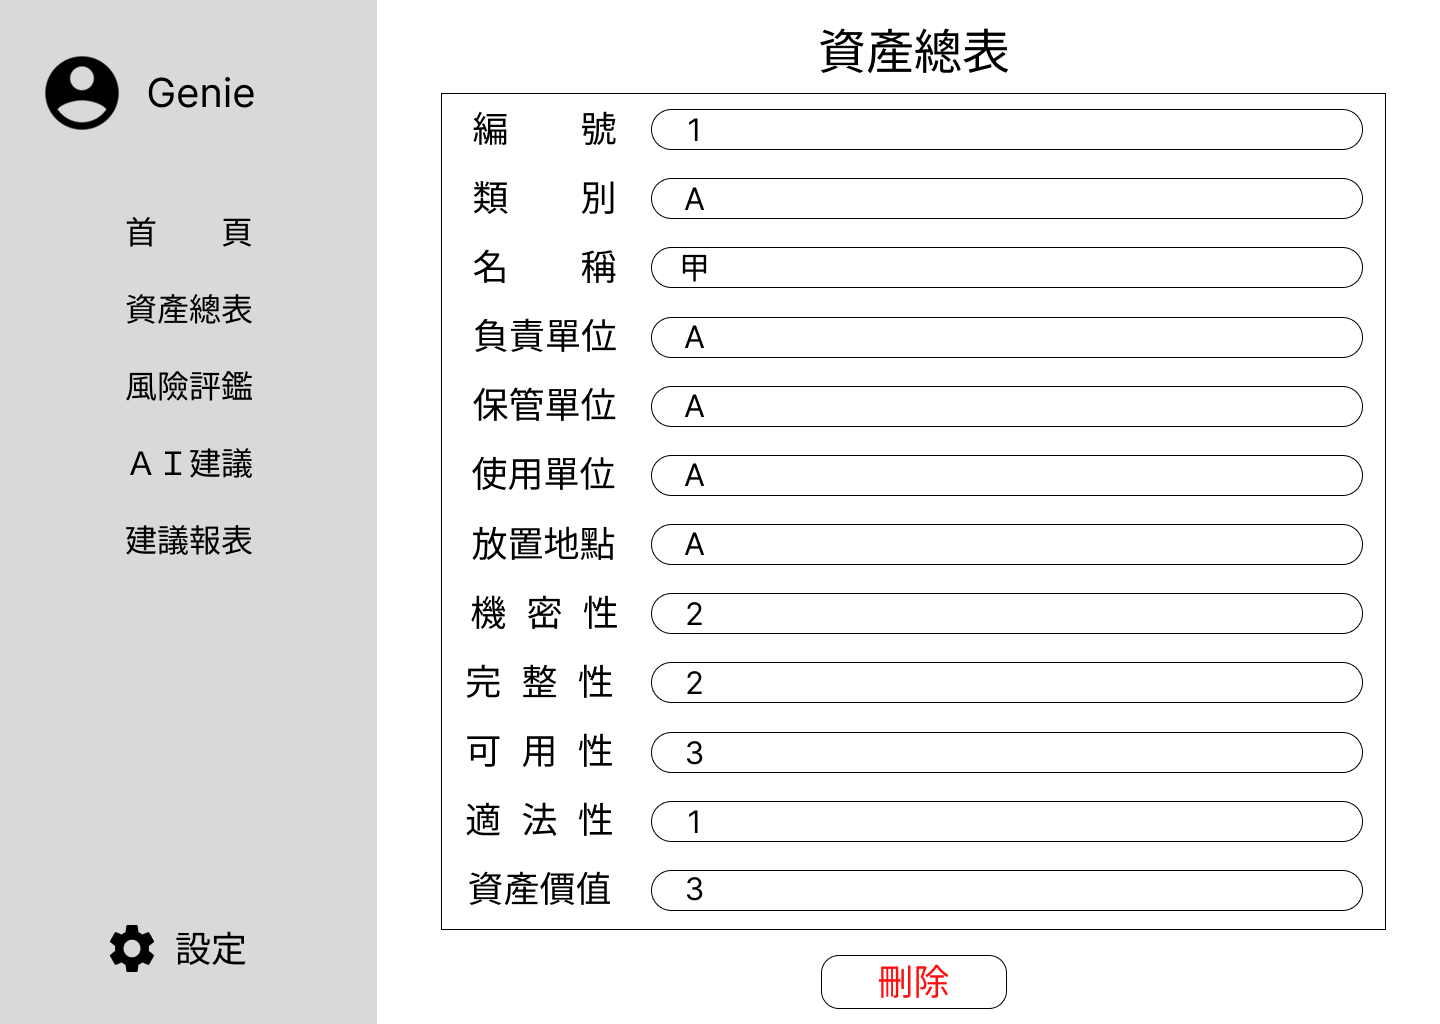 Genie
首　　頁
資產總表
風險評鑑
ＡＩ建議
建議報表
設定
資產總表
編　　號 1
類　　別 A
名　　稱 甲
負責單位 A
保管單位 A
使用單位 A
放置地點 A
機 密 性 2
完 整 性 2
可 用 性 3
適 法 性 1
資產價值 3
刪除